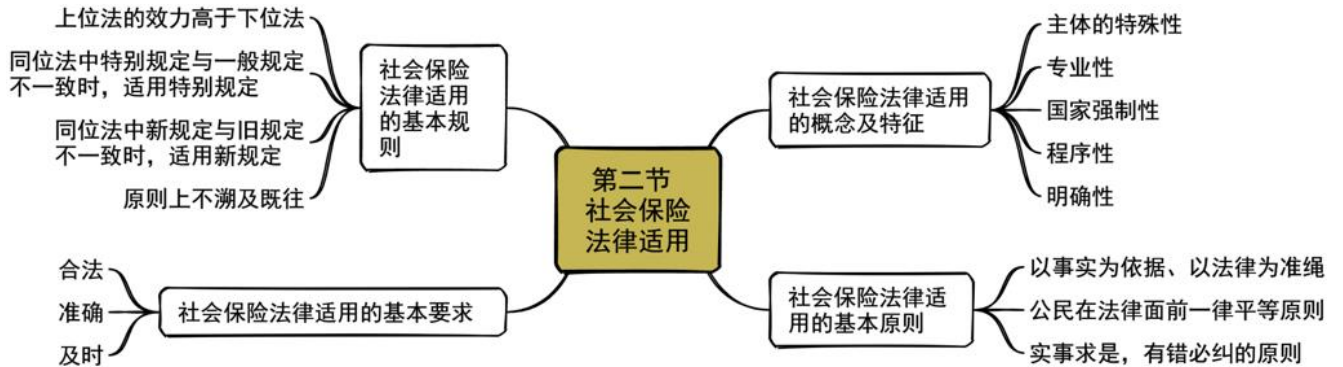 第二节
社会保险
法律适用
社会保险法律适用
的概念及特征
主体的特殊性
专业性
国家强制性
程序性
明确性
社会保险法律适
用的基本原则
以事实为依据、以法律为准绳
公民在法律面前一律平等原则
实事求是，有错必纠的原则
社会保险法律适用的基本要求
合法
准确
及时
社会保险
法律适用
的基本规
则
上位法的效力高于下位法
同位法中特别规定与一般规定
不一致时，适用特别规定
同位法中新规定与旧规定
不一致时，适用新规定
原则上不溯及既往